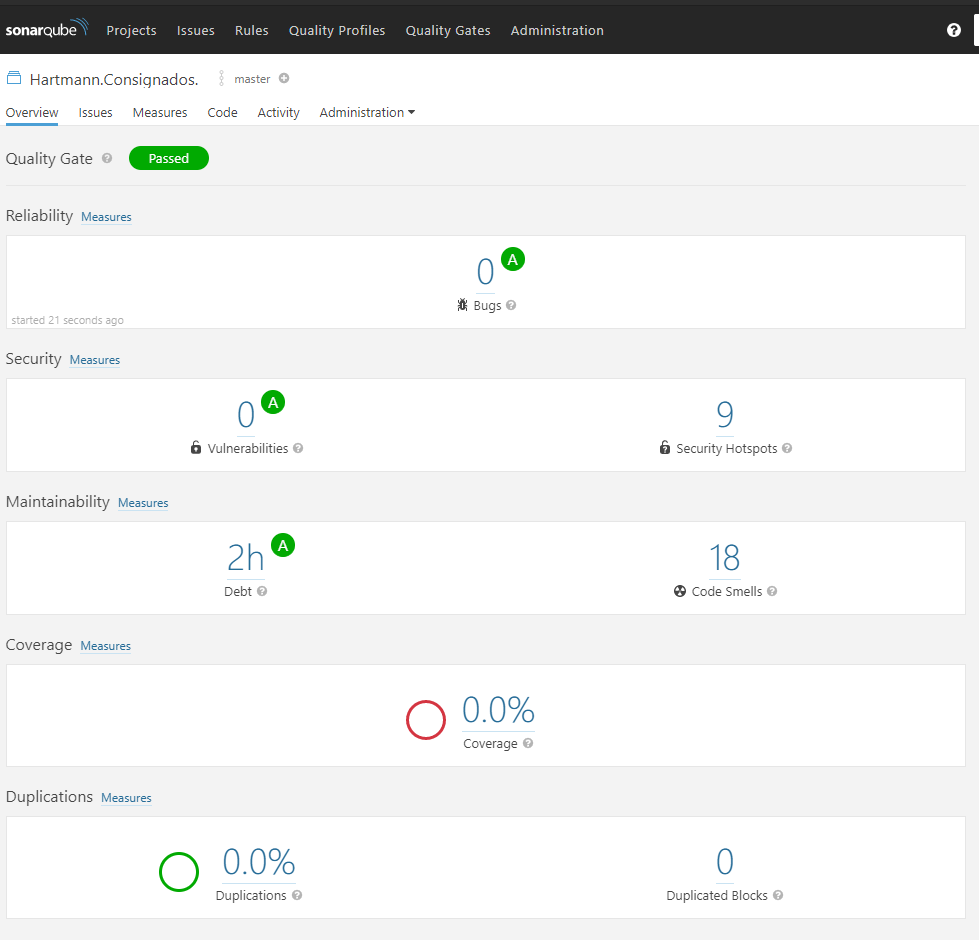 sonarqube Projects Issues Rules Quality Profiles Quality Gates Administration ?
Hartmann.Consignados. master
Overview Issues Measures Code Activity Administration
Quality Gate ? Passed
Reliability Measures
0 A
Bugs ?
started 21 seconds ago
Security Measures
0 A 9
Vulnerabilities ? Security Hotspots ?
Maintainability Measures
2h A 18
Debt ? Code Smells ?
Coverage Measures
0.0%
Coverage ?
Duplications Measures
0.0% 0
Duplications ? Duplicated Blocks ?